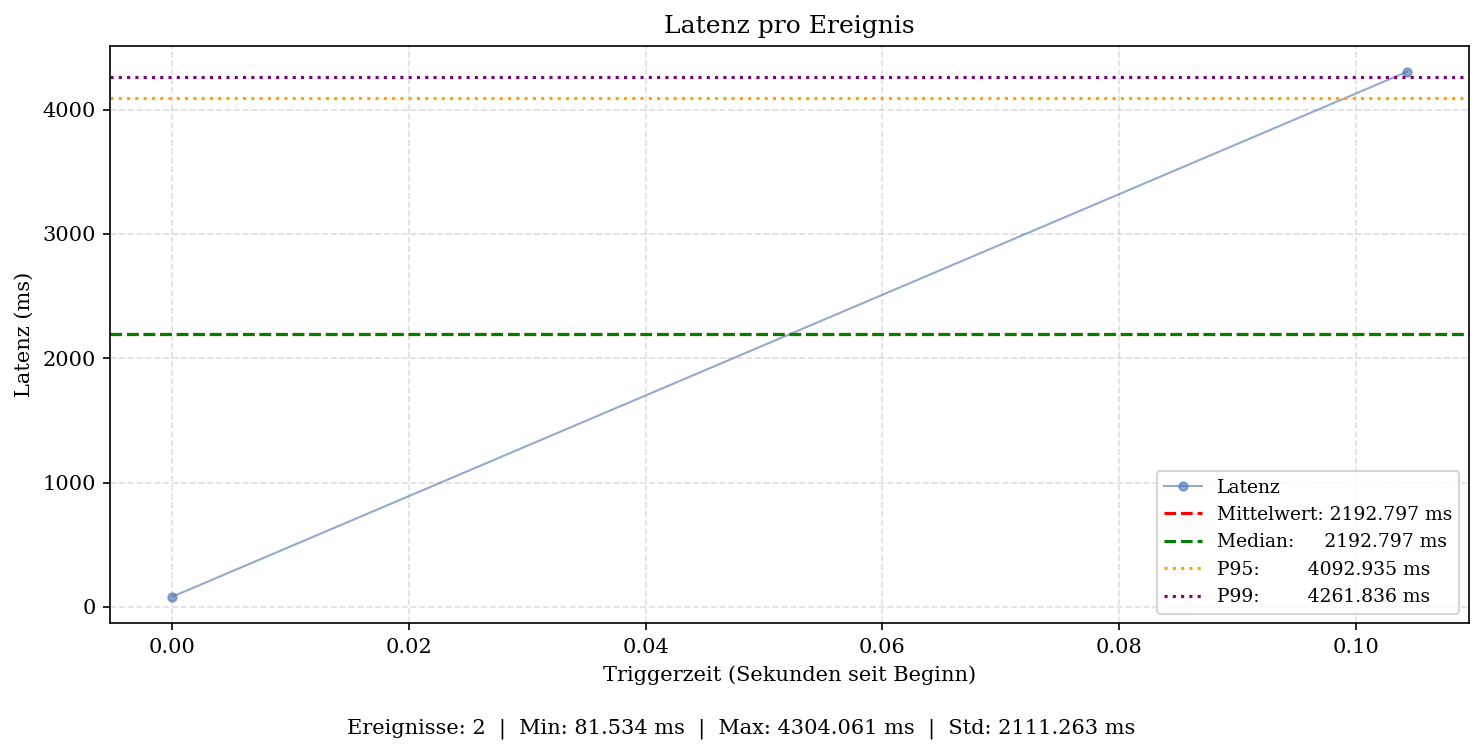 Latenz pro Ereignis
Latenz (ms)
4000
3000
2000
1000
0
Latenz
Mittelwert: 2192.797 ms
Median: 2192.797 ms
P95: 4092.935 ms
P99: 4261.836 ms
0.00 0.02 0.04 0.06 0.08 0.10
Triggerzeit (Sekunden seit Beginn)
Ereignisse: 2 | Min: 81.534 ms | Max: 4304.061 ms | Std: 2111.263 ms